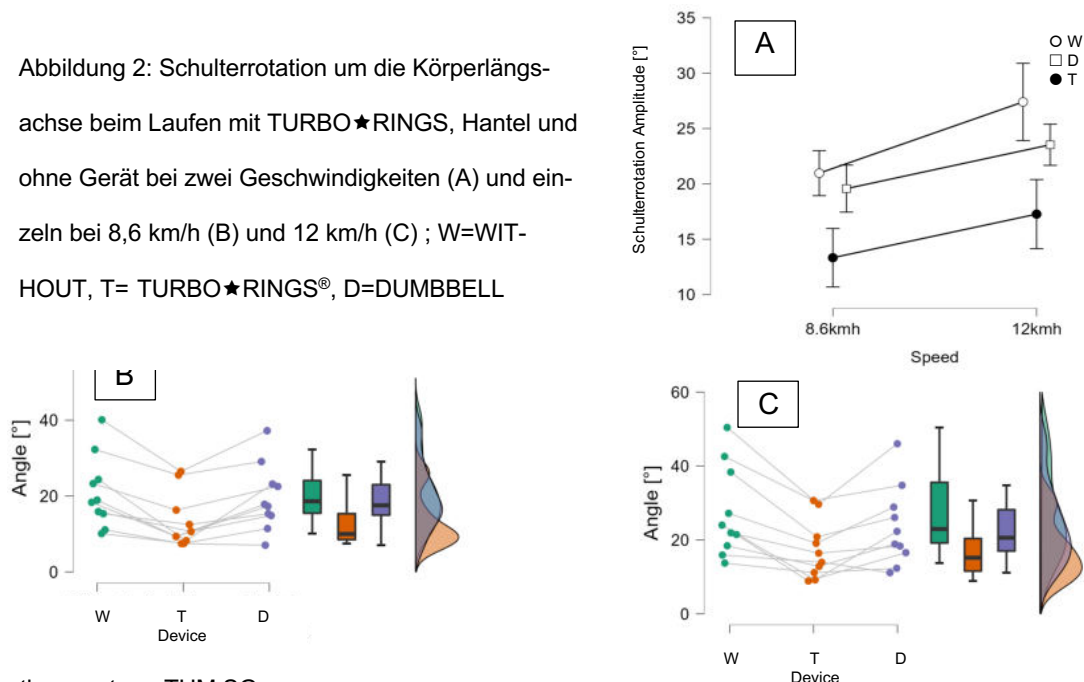 Abbildung 2: Schulterrotation um die Körperlängs-
achse beim Laufen mit TURBO★RINGS, Hantel und
ohne Gerät bei zwei Geschwindigkeiten (A) und ein-
zeln bei 8,6 km/h (B) und 12 km/h (C) ; W=WIT-
HOUT, T= TURBO★RINGS®, D=DUMBBELL
A
W
D
T
Schulterrotation Amplitude [°]
35
30
25
20
15
10
8.6kmh 12kmh
Speed
B
Angle [°]
40
20
0
W T D
Device
C
Angle [°]
60
40
20
0
W T D
Device